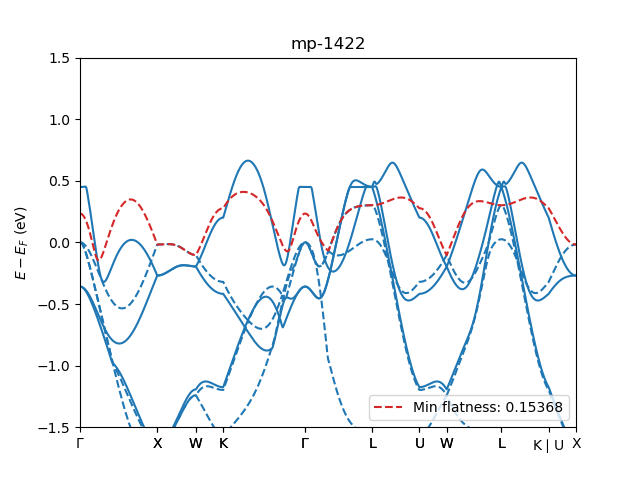 mp-1422
E − E_F (eV)
1.5
1.0
0.5
0.0
−0.5
−1.0
−1.5
Min flatness: 0.15368
Γ X W K Γ L U W L K | U X